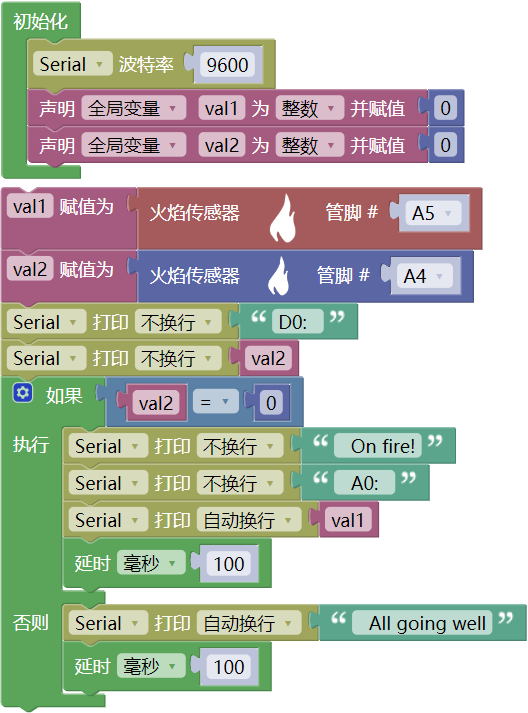 初始化
Serial 波特率 9600
声明 全局变量 val1 为 整数 并赋值 0
声明 全局变量 val2 为 整数 并赋值 0
val1 赋值为 火焰传感器 管脚 # A5
val2 赋值为 火焰传感器 管脚 # A4
Serial 打印 不换行 “ D0: ”
Serial 打印 不换行 val2
如果 val2 = 0
执行 Serial 打印 不换行 “ On fire! ”
Serial 打印 不换行 “ A0: ”
Serial 打印 自动换行 val1
延时 毫秒 100
否则 Serial 打印 自动换行 “ All going well ”
延时 毫秒 100